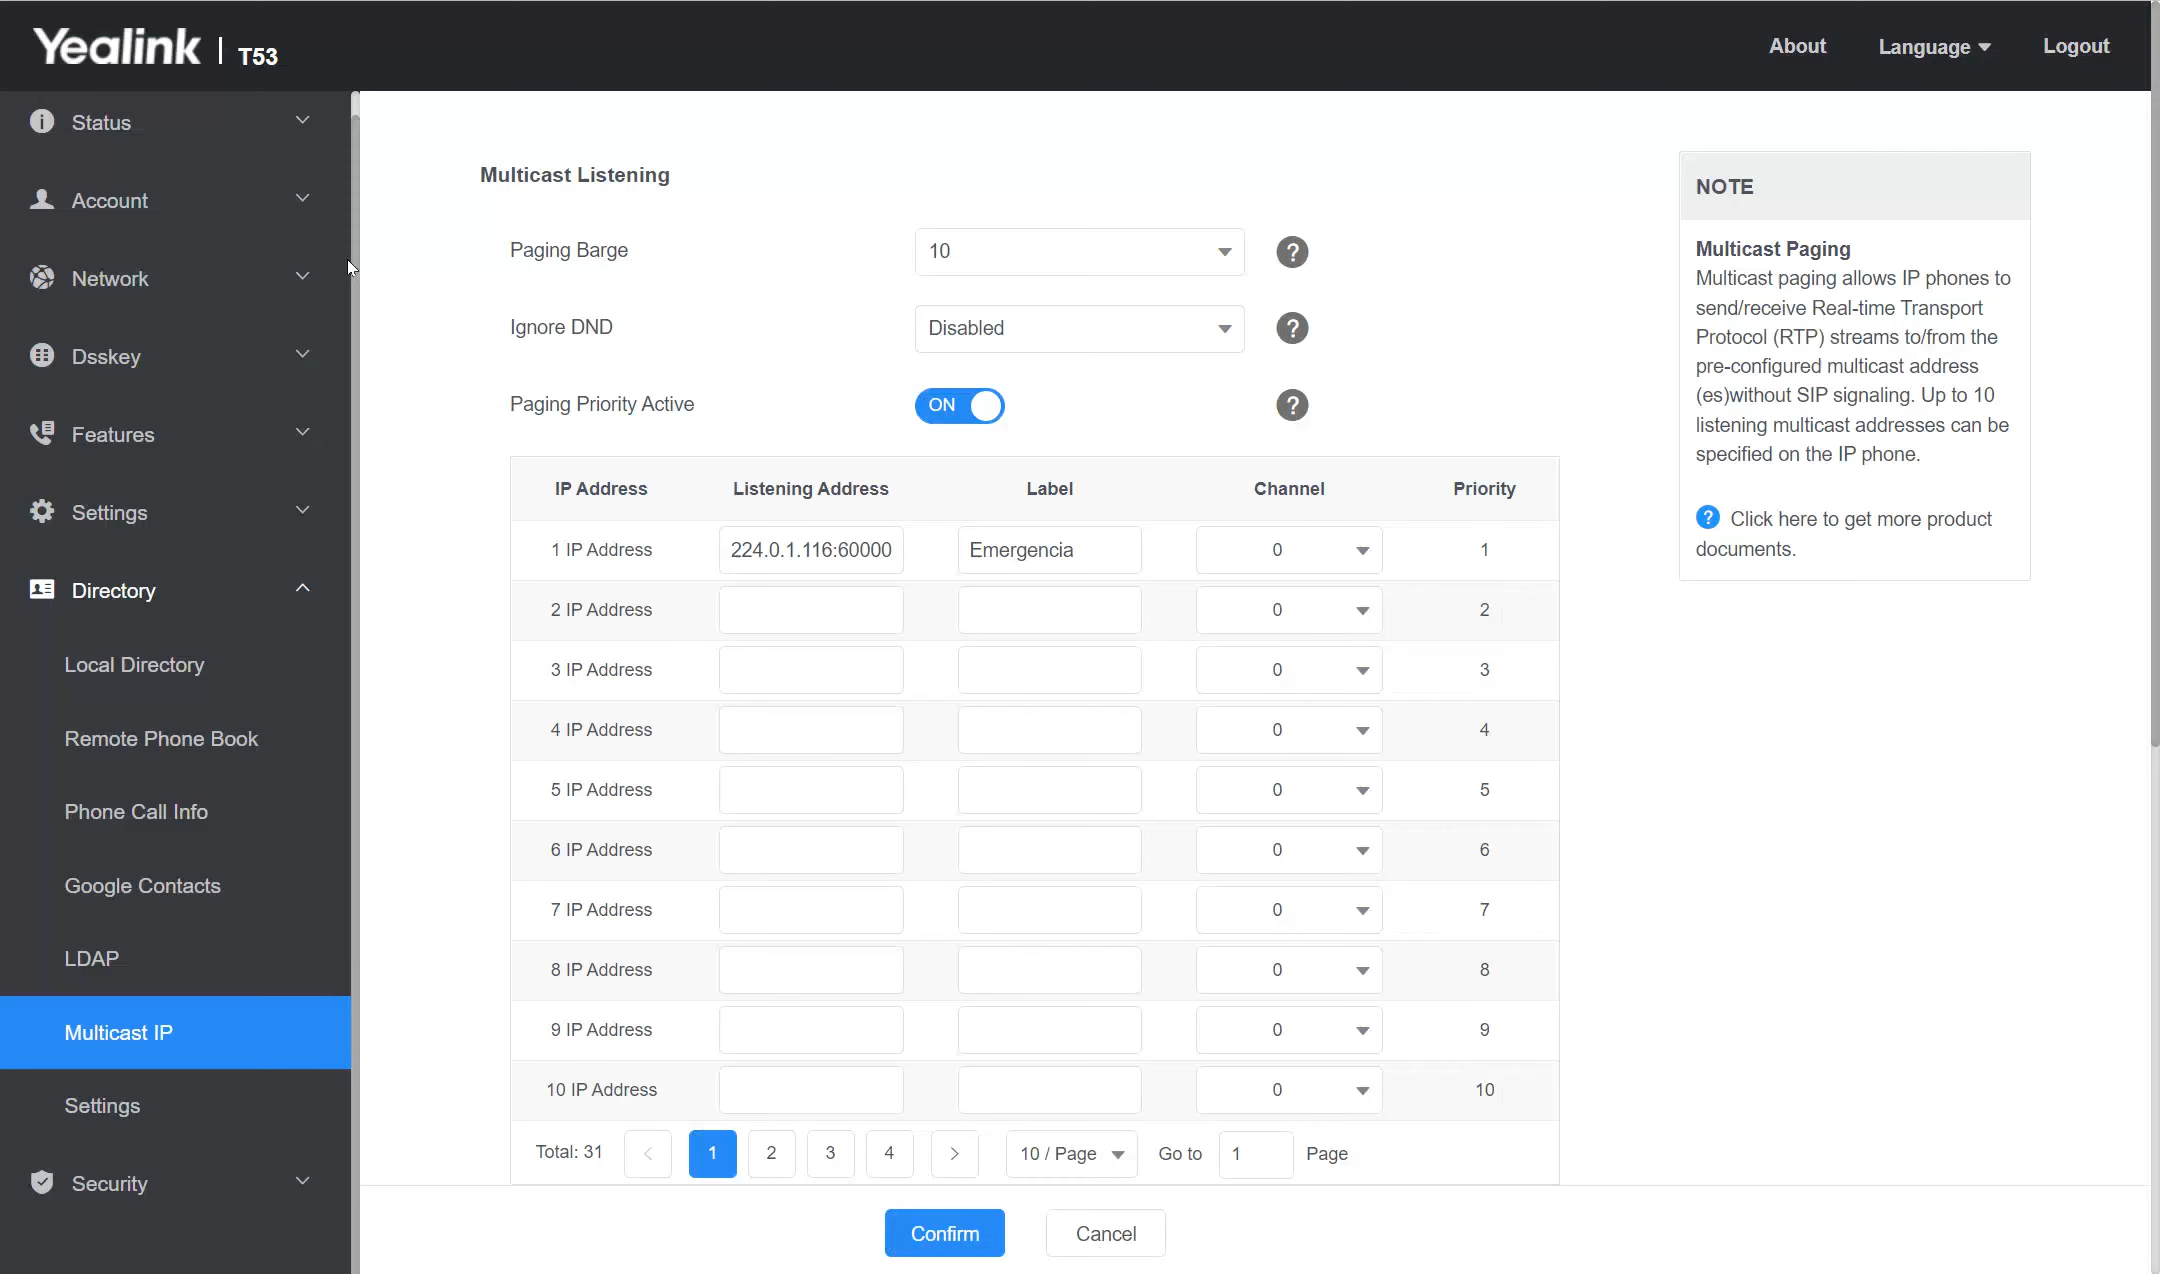 Yealink | T53
About
Language
Logout
Status
Account
Network
Dsskey
Features
Settings
Directory
Local Directory
Remote Phone Book
Phone Call Info
Google Contacts
LDAP
Multicast IP
Settings
Security
Multicast Listening
Paging Barge 10 ?
Ignore DND Disabled ?
Paging Priority Active ON ?
IP Address Listening Address Label Channel Priority
1 IP Address 224.0.1.116:60000 Emergencia 0 1
2 IP Address 0 2
3 IP Address 0 3
4 IP Address 0 4
5 IP Address 0 5
6 IP Address 0 6
7 IP Address 0 7
8 IP Address 0 8
9 IP Address 0 9
10 IP Address 0 10
Total: 31 < 1 2 3 4 > 10 / Page Go to 1 Page
Confirm Cancel
NOTE
Multicast Paging
Multicast paging allows IP phones to
send/receive Real-time Transport
Protocol (RTP) streams to/from the
pre-configured multicast address
(es)without SIP signaling. Up to 10
listening multicast addresses can be
specified on the IP phone.
? Click here to get more product
documents.